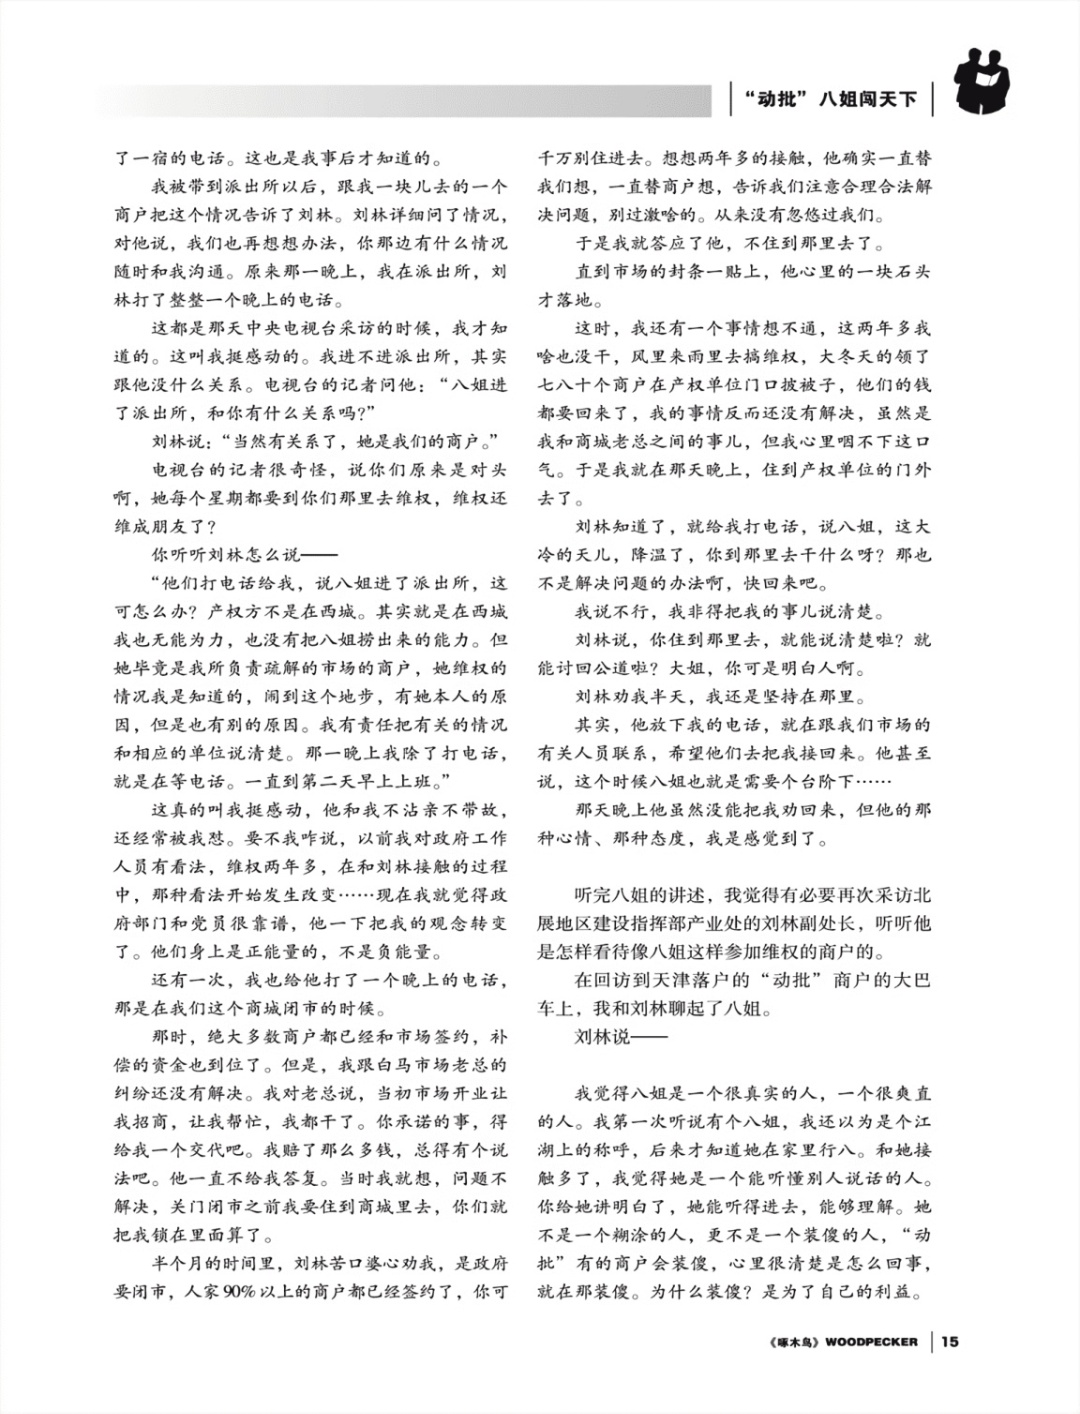 “动批”八姐闯天下
了一宿的电话。这也是我事后才知道的。
我被带到派出所以后，跟我一块儿去的一个
商户把这个情况告诉了刘林。刘林详细问了情况，
对他说，我们也再想想办法，你那边有什么情况
随时和我沟通。原来那一晚上，我在派出所，刘
林打了整整一个晚上的电话。
这都是那天中央电视台采访的时候，我才知
道的。这叫我挺感动的。我进不进派出所，其实
跟他没什么关系。电视台的记者问他：“八姐进
了派出所，和你有什么关系吗?”
刘林说：“当然有关系了，她是我们的商户。”
电视台的记者很奇怪，说你们原来是对头
啊，她每个星期都要到你们那里去维权，维权还
维成朋友了？
你听听刘林怎么说——
“他们打电话给我，说八姐进了派出所，这
可怎么办？产权方不是在西城。其实就是在西城
我也无能为力，也没有把八姐捞出来的能力。但
她毕竟是我所负责疏解的市场的商户，她维权的
情况我是知道的，闹到这个地步，有她本人的原
因，但是也有别的原因。我有责任把有关的情况
和相应的单位说清楚。那一晚上我除了打电话，
就是在等电话。一直到第二天早上上班。”
这真的叫我挺感动，他和我不沾亲不带故，
还经常被我怼。要不我咋说，以前我对政府工作
人员有看法，维权两年多，在和刘林接触的过程
中，那种看法开始发生改变……现在我就觉得政
府部门和党员很靠谱，他一下把我的观念转变
了。他们身上是正能量的，不是负能量。
还有一次，我也给他打了一个晚上的电话，
那是在我们这个商城闭市的时候。
那时，绝大多数商户都已经和市场签约，补
偿的资金也到位了。但是，我跟白马市场老总的
纠纷还没有解决。我对老总说，当初市场开业让
我招商，让我帮忙，我都干了。你承诺的事，得
给我一个交代吧。我赔了那么多钱，总得有个说
法吧。他一直不给我答复。当时我就想，问题不
解决，关门闭市之前我要住到商城里去，你们就
把我锁在里面算了。
半个月的时间里，刘林苦口婆心劝我，是政府
要闭市，人家90%以上的商户都已经签约了，你可
千万别住进去。想想两年多的接触，他确实一直替
我们想，一直替商户想，告诉我们注意合理合法解
决问题，别过激啥的。从来没有忽悠过我们。
于是我就答应了他，不住到那里去了。
直到市场的封条一贴上，他心里的一块石头
才落地。
这时，我还有一个事情想不通，这两年多我
啥也没干，风里来雨里去搞维权，大冬天的领了
七八十个商户在产权单位门口披被子，他们的钱
都要回来了，我的事情反而还没有解决，虽然是
我和商城老总之间的事儿，但我心里咽不下这口
气。于是我就在那天晚上，住到产权单位的门外
去了。
刘林知道了，就给我打电话，说八姐，这大
冷的天儿，降温了，你到那里去干什么呀？那也
不是解决问题的办法啊，快回来吧。
我说不行，我非得把我的事儿说清楚。
刘林说，你住到那里去，就能说清楚啦？就
能讨回公道啦？大姐，你可是明白人啊。
刘林劝我半天，我还是坚持在那里。
其实，他放下我的电话，就在跟我们市场的
有关人员联系，希望他们去把我接回来。他甚至
说，这个时候八姐也就是需要个台阶下……
那天晚上他虽然没能把我劝回来，但他的那
种心情、那种态度，我是感觉到了。
听完八姐的讲述，我觉得有必要再次采访北
展地区建设指挥部产业处的刘林副处长，听听他
是怎样看待像八姐这样参加维权的商户的。
在回访到天津落户的“动批”商户的大巴
车上，我和刘林聊起了八姐。
刘林说——
我觉得八姐是一个很真实的人，一个很爽直
的人。我第一次听说有个八姐，我还以为是个江
湖上的称呼，后来才知道她在家里行八。和她接
触多了，我觉得她是一个能听懂别人说话的人。
你给她讲明白了，她能听得进去，能够理解。她
不是一个糊涂的人，更不是一个装傻的人，“动
批”有的商户会装傻，心里很清楚是怎么回事，
就在那装傻。为什么装傻？是为了自己的利益。
《啄木鸟》WOODPECKER 15